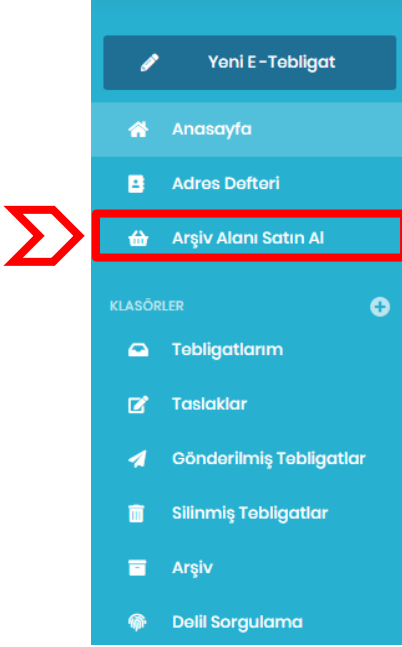 Yeni E-Tebligat
Anasayfa
Adres Defteri
Arşiv Alanı Satın Al
KLASÖRLER
Tebligatlarım
Taslaklar
Gönderilmiş Tebligatlar
Silinmiş Tebligatlar
Arşiv
Delil Sorgulama